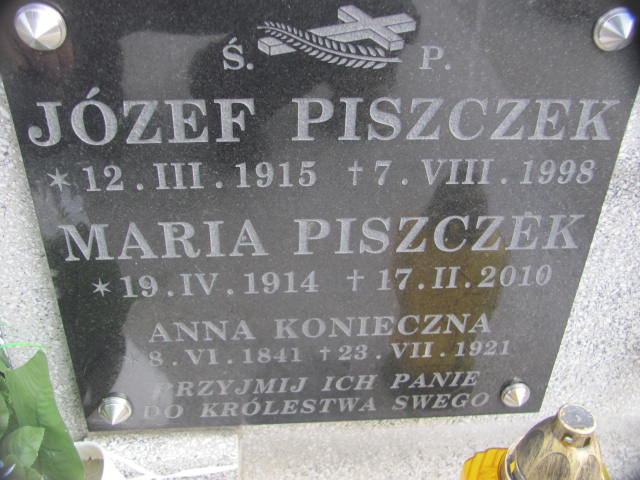 Ś. P.
JÓZEF PISZCZEK
* 12.III.1915 † 7.VIII.1998
MARIA PISZCZEK
* 19.IV.1914 † 17.II.2010
ANNA KONIECZNA
* 8.VI.1841 † 23.VII.1921
PRZYJMIJ ICH PANIE
DO KRÓLESTWA SWEGO